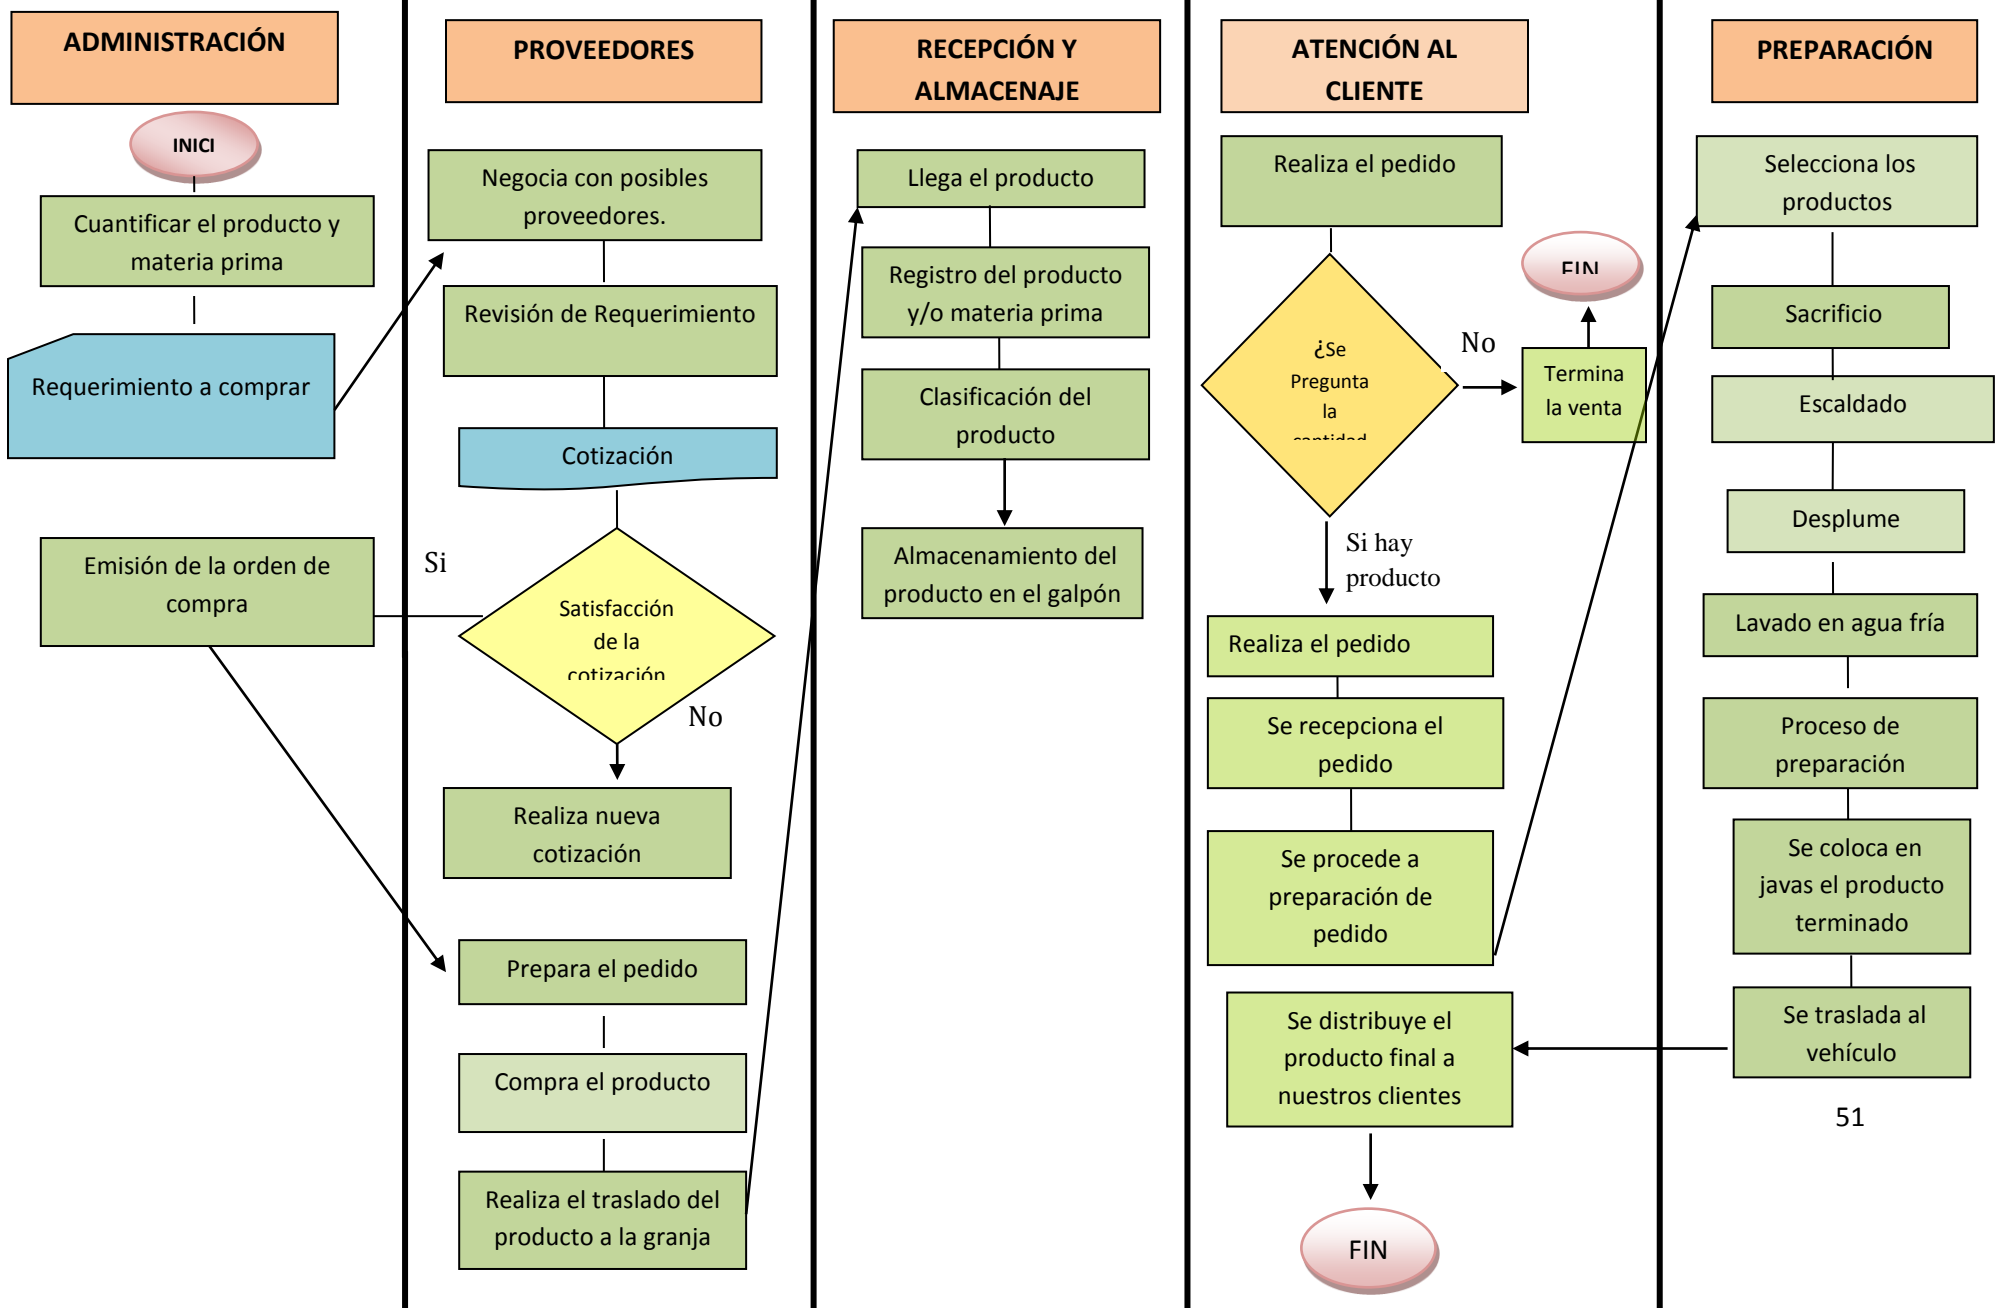 ADMINISTRACIÓN
INICI
Cuantificar el producto y
materia prima
Requerimiento a comprar
Emisión de la orden de
compra
PROVEEDORES
Negocia con posibles
proveedores.
Revisión de Requerimiento
Cotización
Si
Satisfacción
de la
cotización
No
Realiza nueva
cotización
Prepara el pedido
Compra el producto
Realiza el traslado del
producto a la granja
RECEPCIÓN Y
ALMACENAJE
Llega el producto
Registro del producto
y/o materia prima
Clasificación del
producto
Almacenamiento del
producto en el galpón
ATENCIÓN AL
CLIENTE
Realiza el pedido
¿Se
Pregunta
la
cantidad
No
Termina
la venta
FIN
Si hay
producto
Realiza el pedido
Se recepciona el
pedido
Se procede a
preparación de
pedido
Se distribuye el
producto final a
nuestros clientes
FIN
PREPARACIÓN
Selecciona los
productos
Sacrificio
Escaldado
Desplume
Lavado en agua fría
Proceso de
preparación
Se coloca en
javas el producto
terminado
Se traslada al
vehículo
51